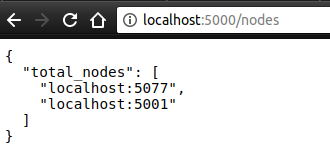 localhost:5000/nodes
{
  "total_nodes": [
    "localhost:5077",
    "localhost:5001"
  ]
}